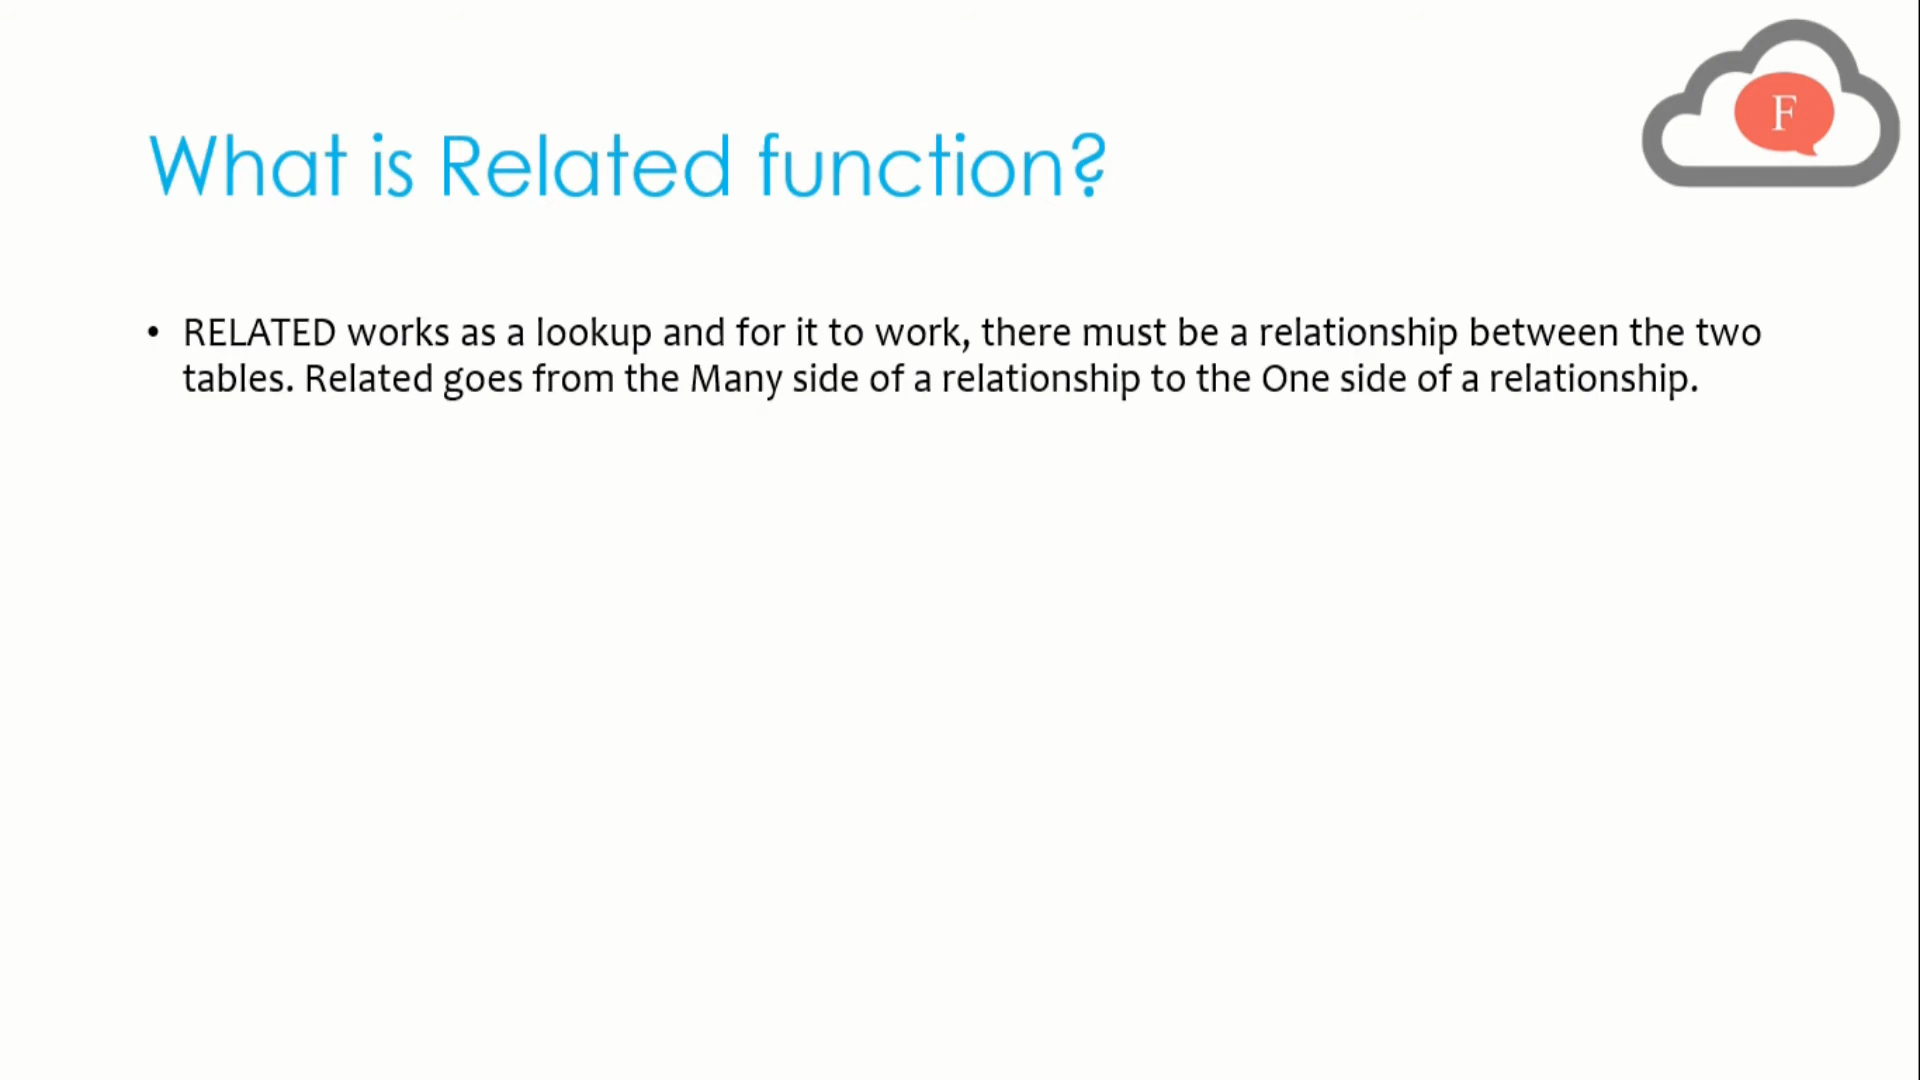 F
What is Related function?
• RELATED works as a lookup and for it to work, there must be a relationship between the two
tables. Related goes from the Many side of a relationship to the One side of a relationship.